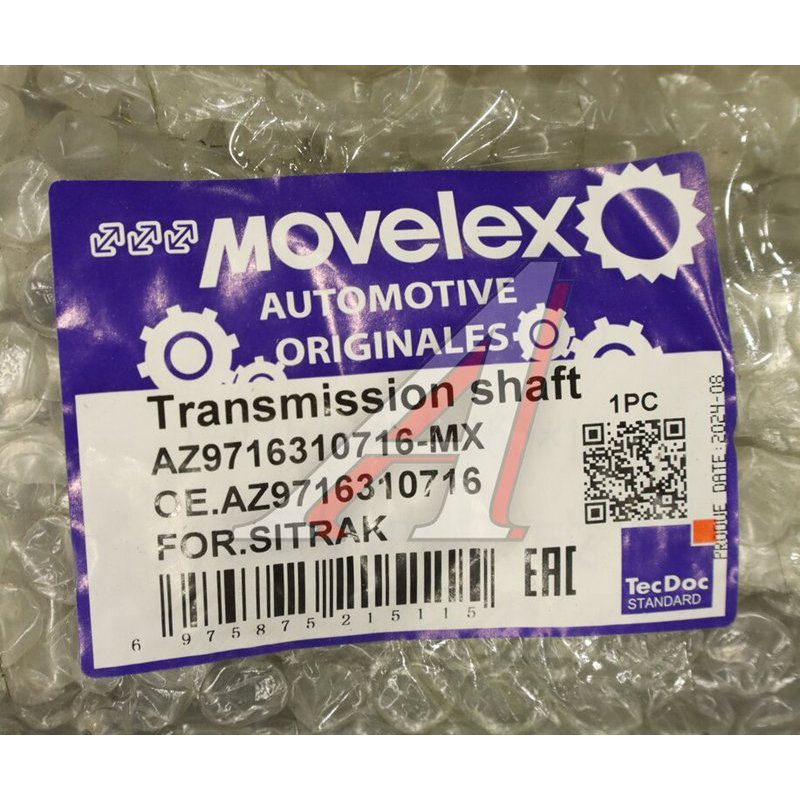 MOVelex
AUTOMOTIVE
ORIGINALES
Transmission shaft
AZ9716310716-MX
OE.AZ9716310716
FOR.SITRAK
1PC
PRODUE DATE:2024-08
EAC
TecDoc
STANDARD
6 975875 215115